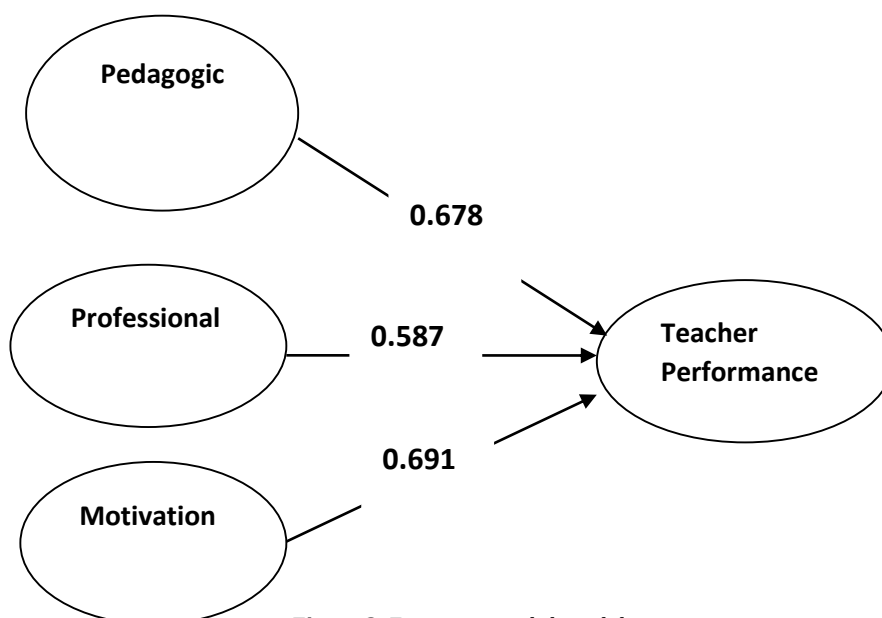 Pedagogic
0.678
Professional
0.587
Teacher
Performance
0.691
Motivation